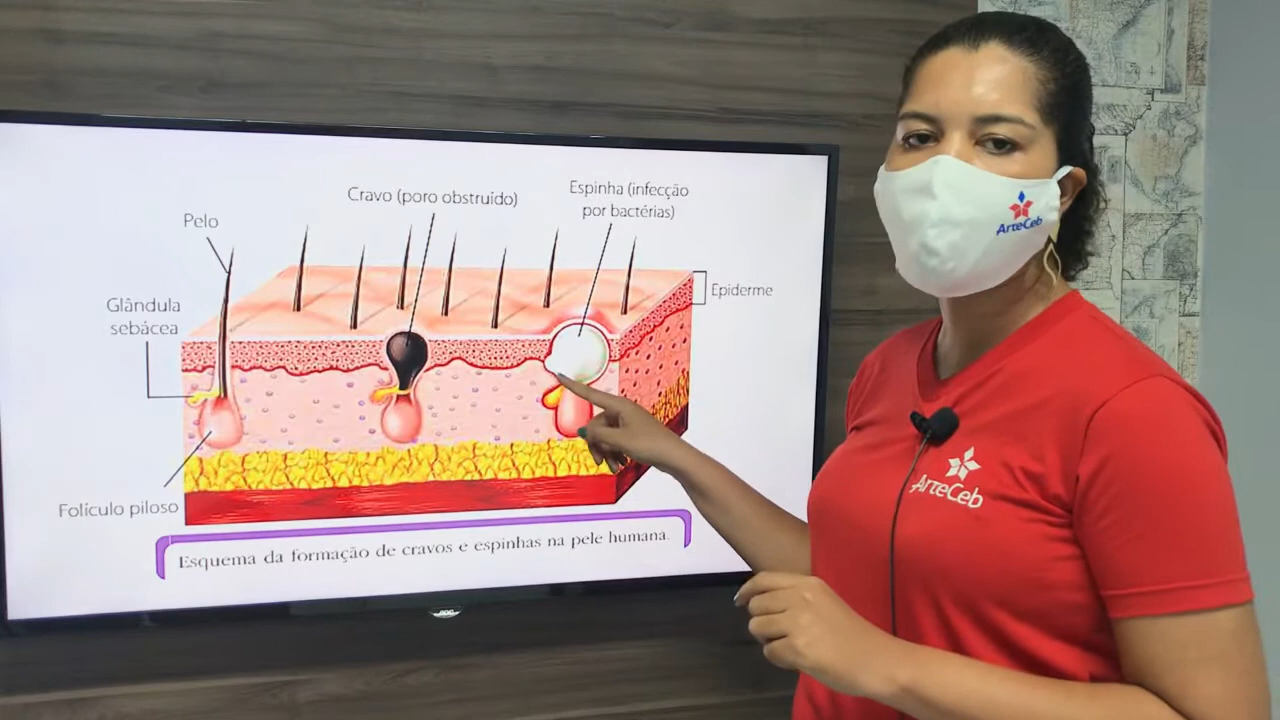 Cravo (poro obstruído)
Espinha (infecção
por bactérias)
Pelo
Epiderme
Glândula
sebácea
Folículo piloso
Esquema da formação de cravos e espinhas na pele humana.
AOC
ArteCeb
ArteCeb